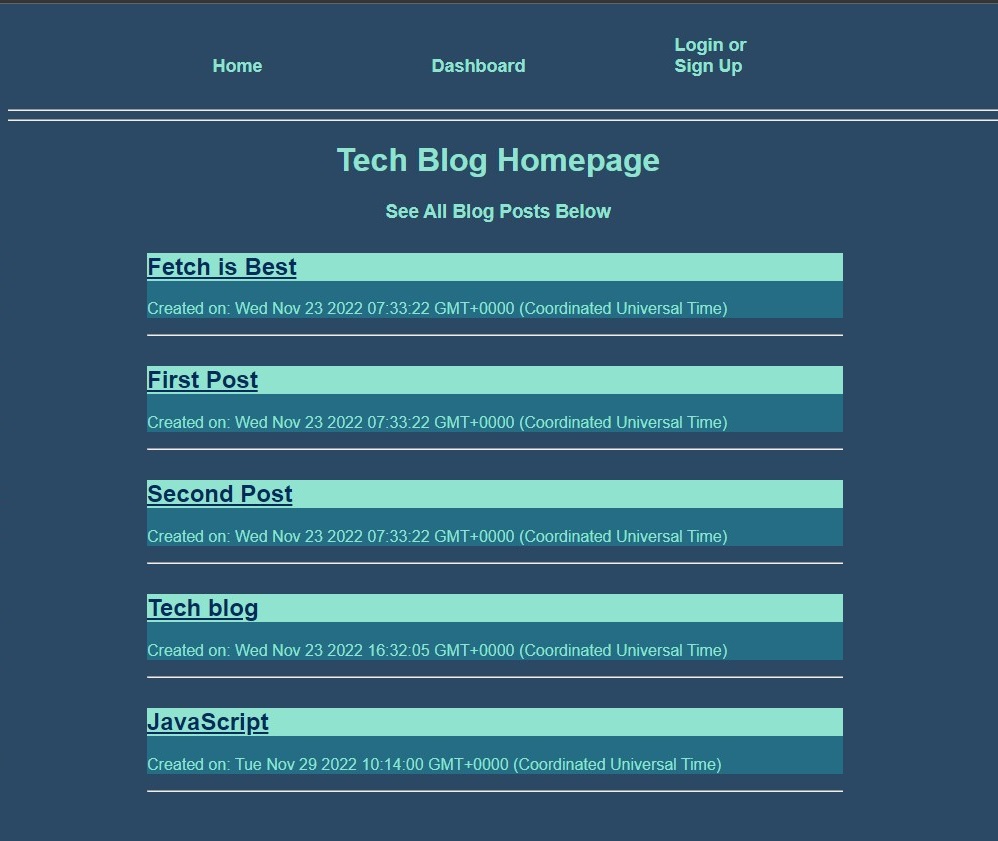 Home
Dashboard
Login or
Sign Up
Tech Blog Homepage
See All Blog Posts Below
Fetch is Best
Created on: Wed Nov 23 2022 07:33:22 GMT+0000 (Coordinated Universal Time)
First Post
Created on: Wed Nov 23 2022 07:33:22 GMT+0000 (Coordinated Universal Time)
Second Post
Created on: Wed Nov 23 2022 07:33:22 GMT+0000 (Coordinated Universal Time)
Tech blog
Created on: Wed Nov 23 2022 16:32:05 GMT+0000 (Coordinated Universal Time)
JavaScript
Created on: Tue Nov 29 2022 10:14:00 GMT+0000 (Coordinated Universal Time)